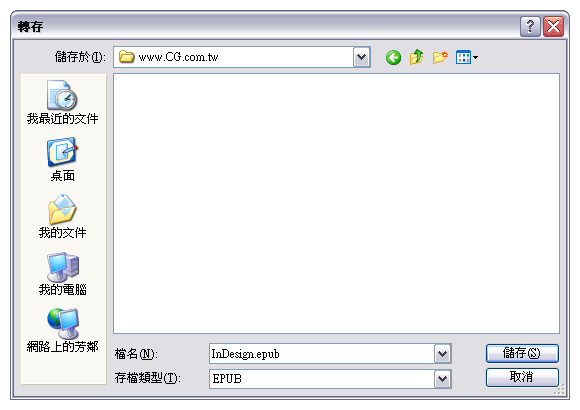 轉存
儲存於(I):
www.CG.com.tw
我最近的文件
桌面
我的文件
我的電腦
網路上的芳鄰
檔名(N):
InDesign.epub
儲存(S)
存檔類型(T):
EPUB
取消